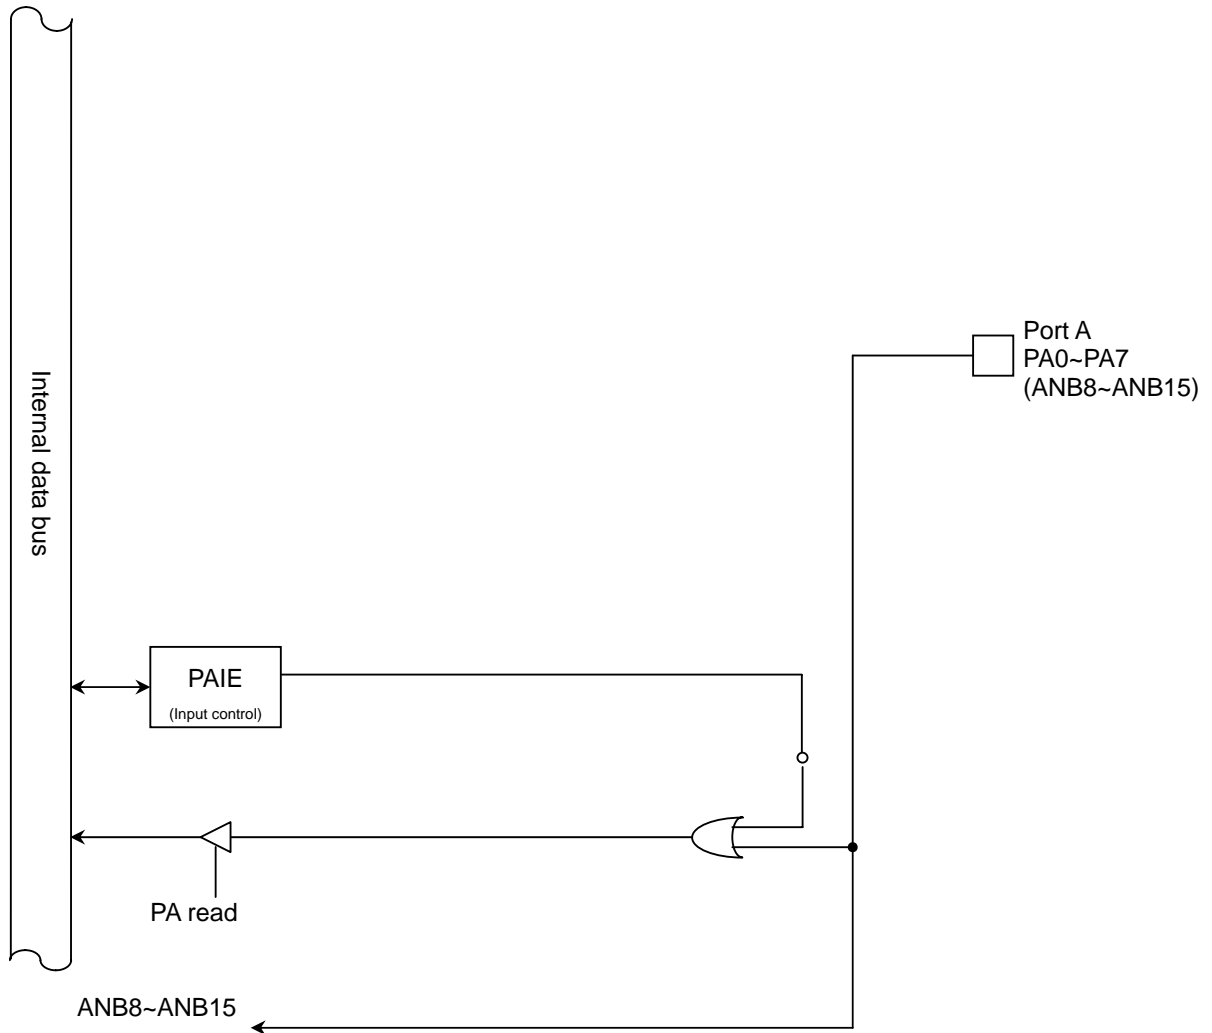 Port A
PA0~PA7
(ANB8~ANB15)
Internal data bus
PAIE
(Input control)
PA read
ANB8~ANB15